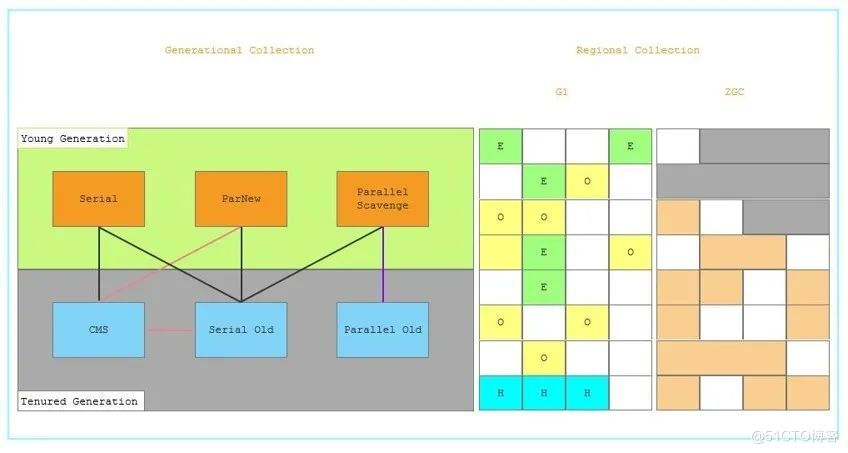 Generational Collection
Regional Collection
G1
ZGC
Young Generation
Serial
ParNew
Parallel
Scavenge
CMS
Serial Old
Parallel Old
Tenured Generation
E E
E O
O O
E O
E
O O
O
H H H
@51CTO博客